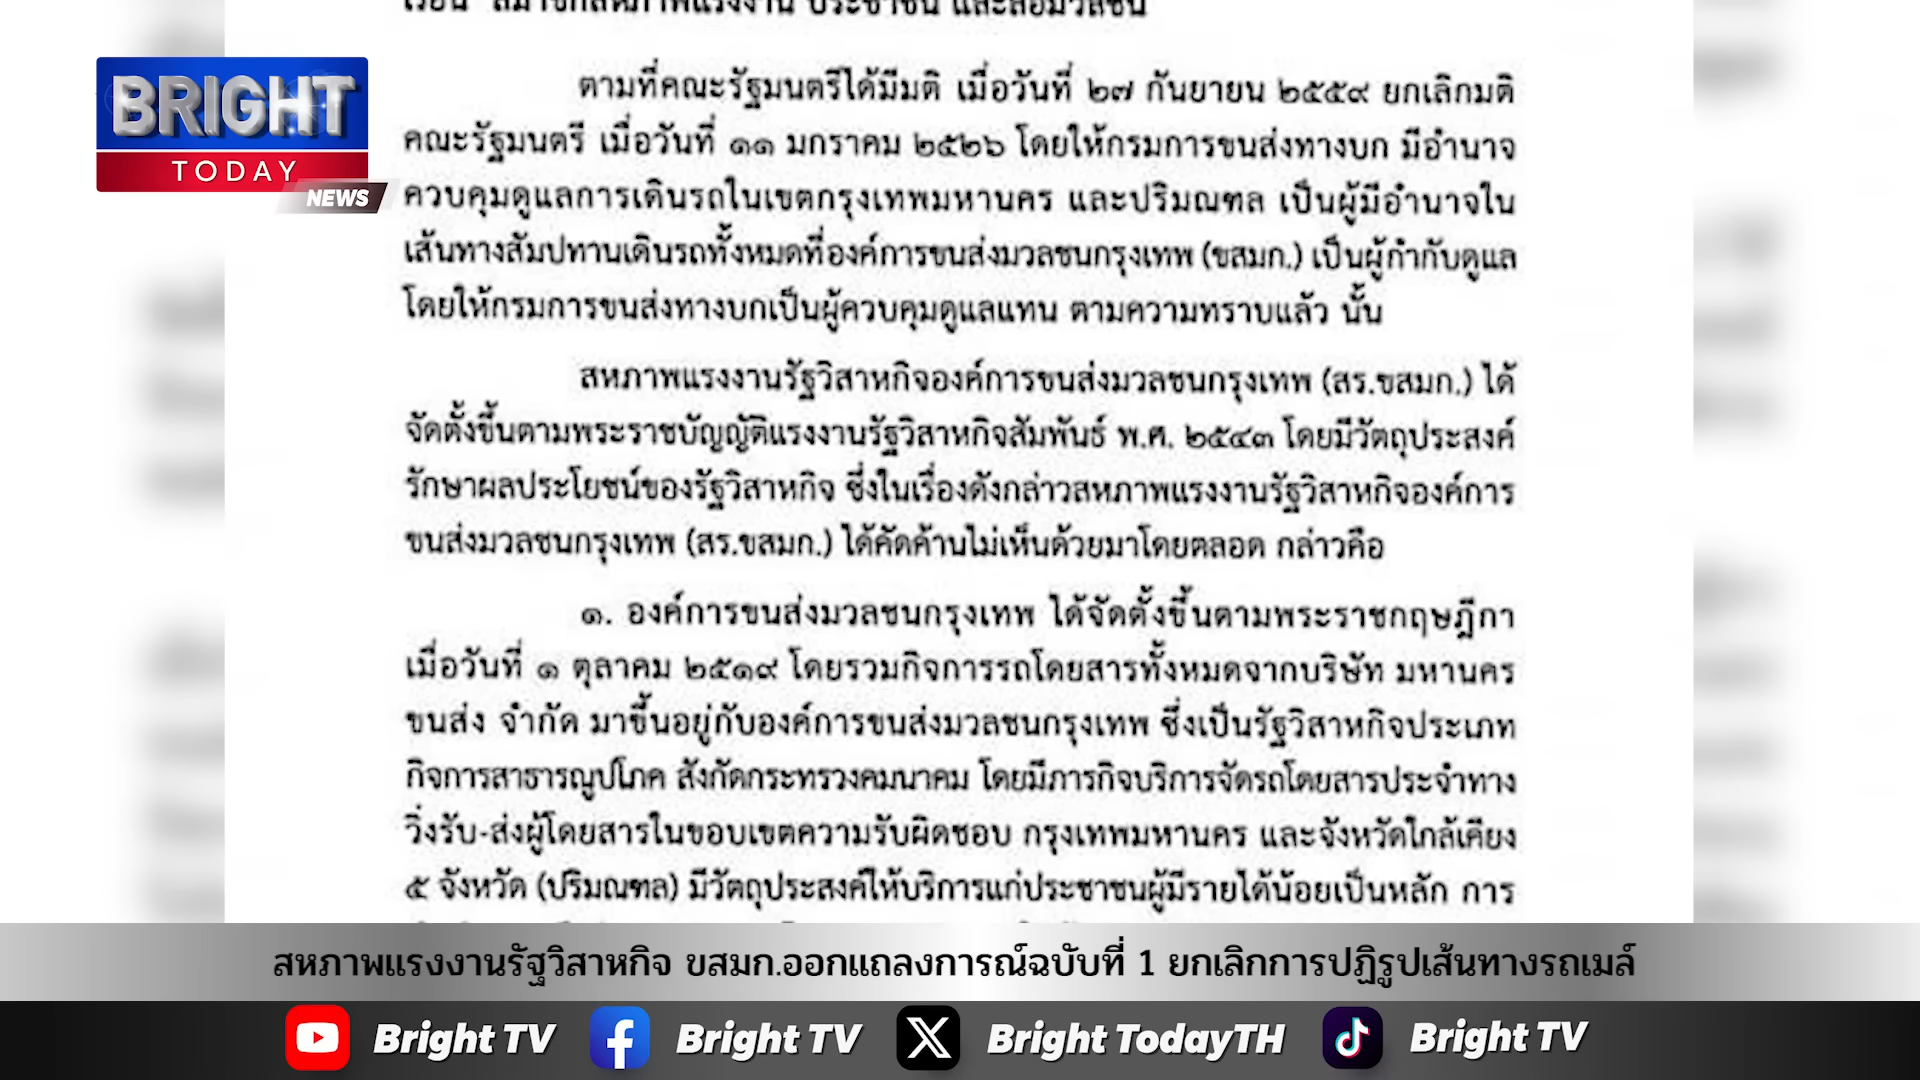 เรียน สมาชิกสหภาพแรงงาน ประชาชน และสื่อมวลชน
BRIGHT
TODAY
NEWS
ตามที่คณะรัฐมนตรีได้มีมติ เมื่อวันที่ ๒๗ กันยายน ๒๕๕๙ ยกเลิกมติ
คณะรัฐมนตรี เมื่อวันที่ ๑๑ มกราคม ๒๕๒๖ โดยให้กรมการขนส่งทางบก มีอำนาจ
ควบคุมดูแลการเดินรถในเขตกรุงเทพมหานคร และปริมณฑล เป็นผู้มีอำนาจใน
เส้นทางสัมปทานเดินรถทั้งหมดที่องค์การขนส่งมวลชนกรุงเทพ (ขสมก.) เป็นผู้กำกับดูแล
โดยให้กรมการขนส่งทางบกเป็นผู้ควบคุมดูแลแทน ตามความทราบแล้ว นั้น
สหภาพแรงงานรัฐวิสาหกิจองค์การขนส่งมวลชนกรุงเทพ (สร.ขสมก.) ได้
จัดตั้งขึ้นตามพระราชบัญญัติแรงงานรัฐวิสาหกิจสัมพันธ์ พ.ศ. ๒๕๔๓ โดยมีวัตถุประสงค์
รักษาผลประโยชน์ของรัฐวิสาหกิจ ซึ่งในเรื่องดังกล่าวสหภาพแรงงานรัฐวิสาหกิจองค์การ
ขนส่งมวลชนกรุงเทพ (สร.ขสมก.) ได้คัดค้านไม่เห็นด้วยมาโดยตลอด กล่าวคือ
๑. องค์การขนส่งมวลชนกรุงเทพ ได้จัดตั้งขึ้นตามพระราชกฤษฎีกา
เมื่อวันที่ ๑ ตุลาคม ๒๕๑๙ โดยรวมกิจการรถโดยสารทั้งหมดจากบริษัท มหานคร
ขนส่ง จำกัด มาขึ้นอยู่กับองค์การขนส่งมวลชนกรุงเทพ ซึ่งเป็นรัฐวิสาหกิจประเภท
กิจการสาธารณูปโภค สังกัดกระทรวงคมนาคม โดยมีภารกิจบริการจัดรถโดยสารประจำทาง
วิ่งรับ-ส่งผู้โดยสารในขอบเขตความรับผิดชอบ กรุงเทพมหานคร และจังหวัดใกล้เคียง
๕ จังหวัด (ปริมณฑล) มีวัตถุประสงค์ให้บริการแก่ประชาชนผู้มีรายได้น้อยเป็นหลัก การ
สหภาพแรงงานรัฐวิสาหกิจ ขสมก.ออกแถลงการณ์ฉบับที่ 1 ยกเลิกการปฏิรูปเส้นทางรถเมล์
Bright TV Bright TV Bright TodayTH Bright TV